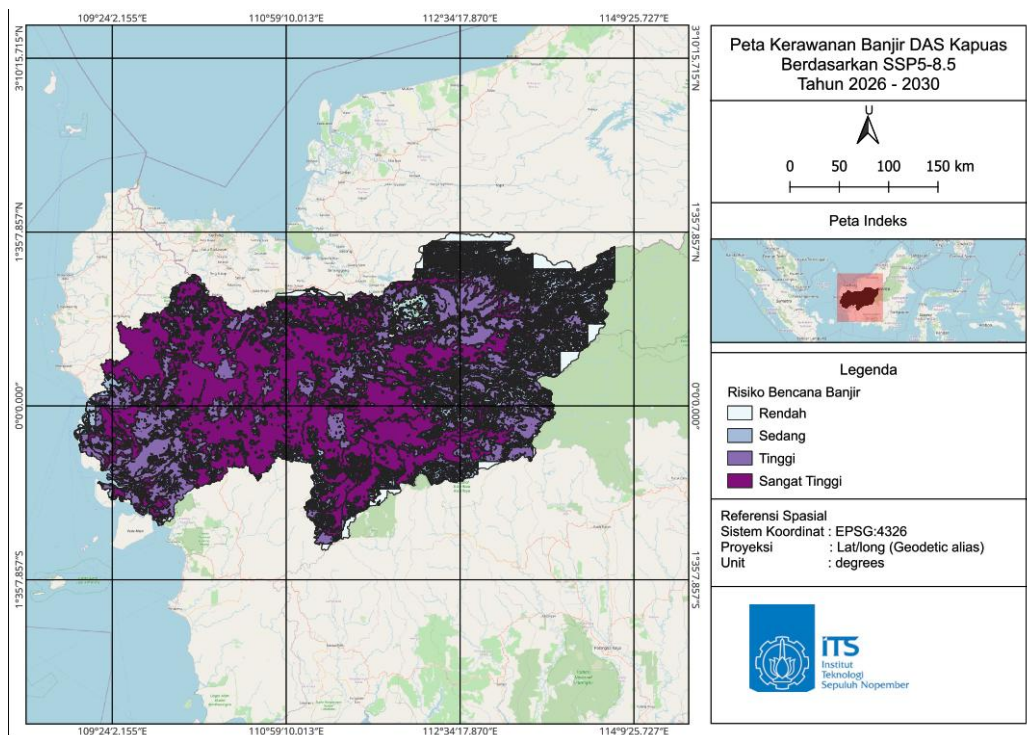 109°24'2.155"E 110°59'10.013"E 112°34'17.870"E 114°9'25.727"E
3°10'15.715"N
1°35'7.857"N
0°0'0.000"
1°35'7.857"S
3°10'15.715"N
1°35'7.857"N
0°0'0.000"
1°35'7.857"S
109°24'2.155"E 110°59'10.013"E 112°34'17.870"E 114°9'25.727"E
Peta Kerawanan Banjir DAS Kapuas
Berdasarkan SSP5-8.5
Tahun 2026 - 2030
U
0 50 100 150 km
Peta Indeks
Legenda
Risiko Bencana Banjir
Rendah
Sedang
Tinggi
Sangat Tinggi
Referensi Spasial
Sistem Koordinat : EPSG:4326
Proyeksi : Lat/long (Geodetic alias)
Unit : degrees
iTS
Institut
Teknologi
Sepuluh Nopember